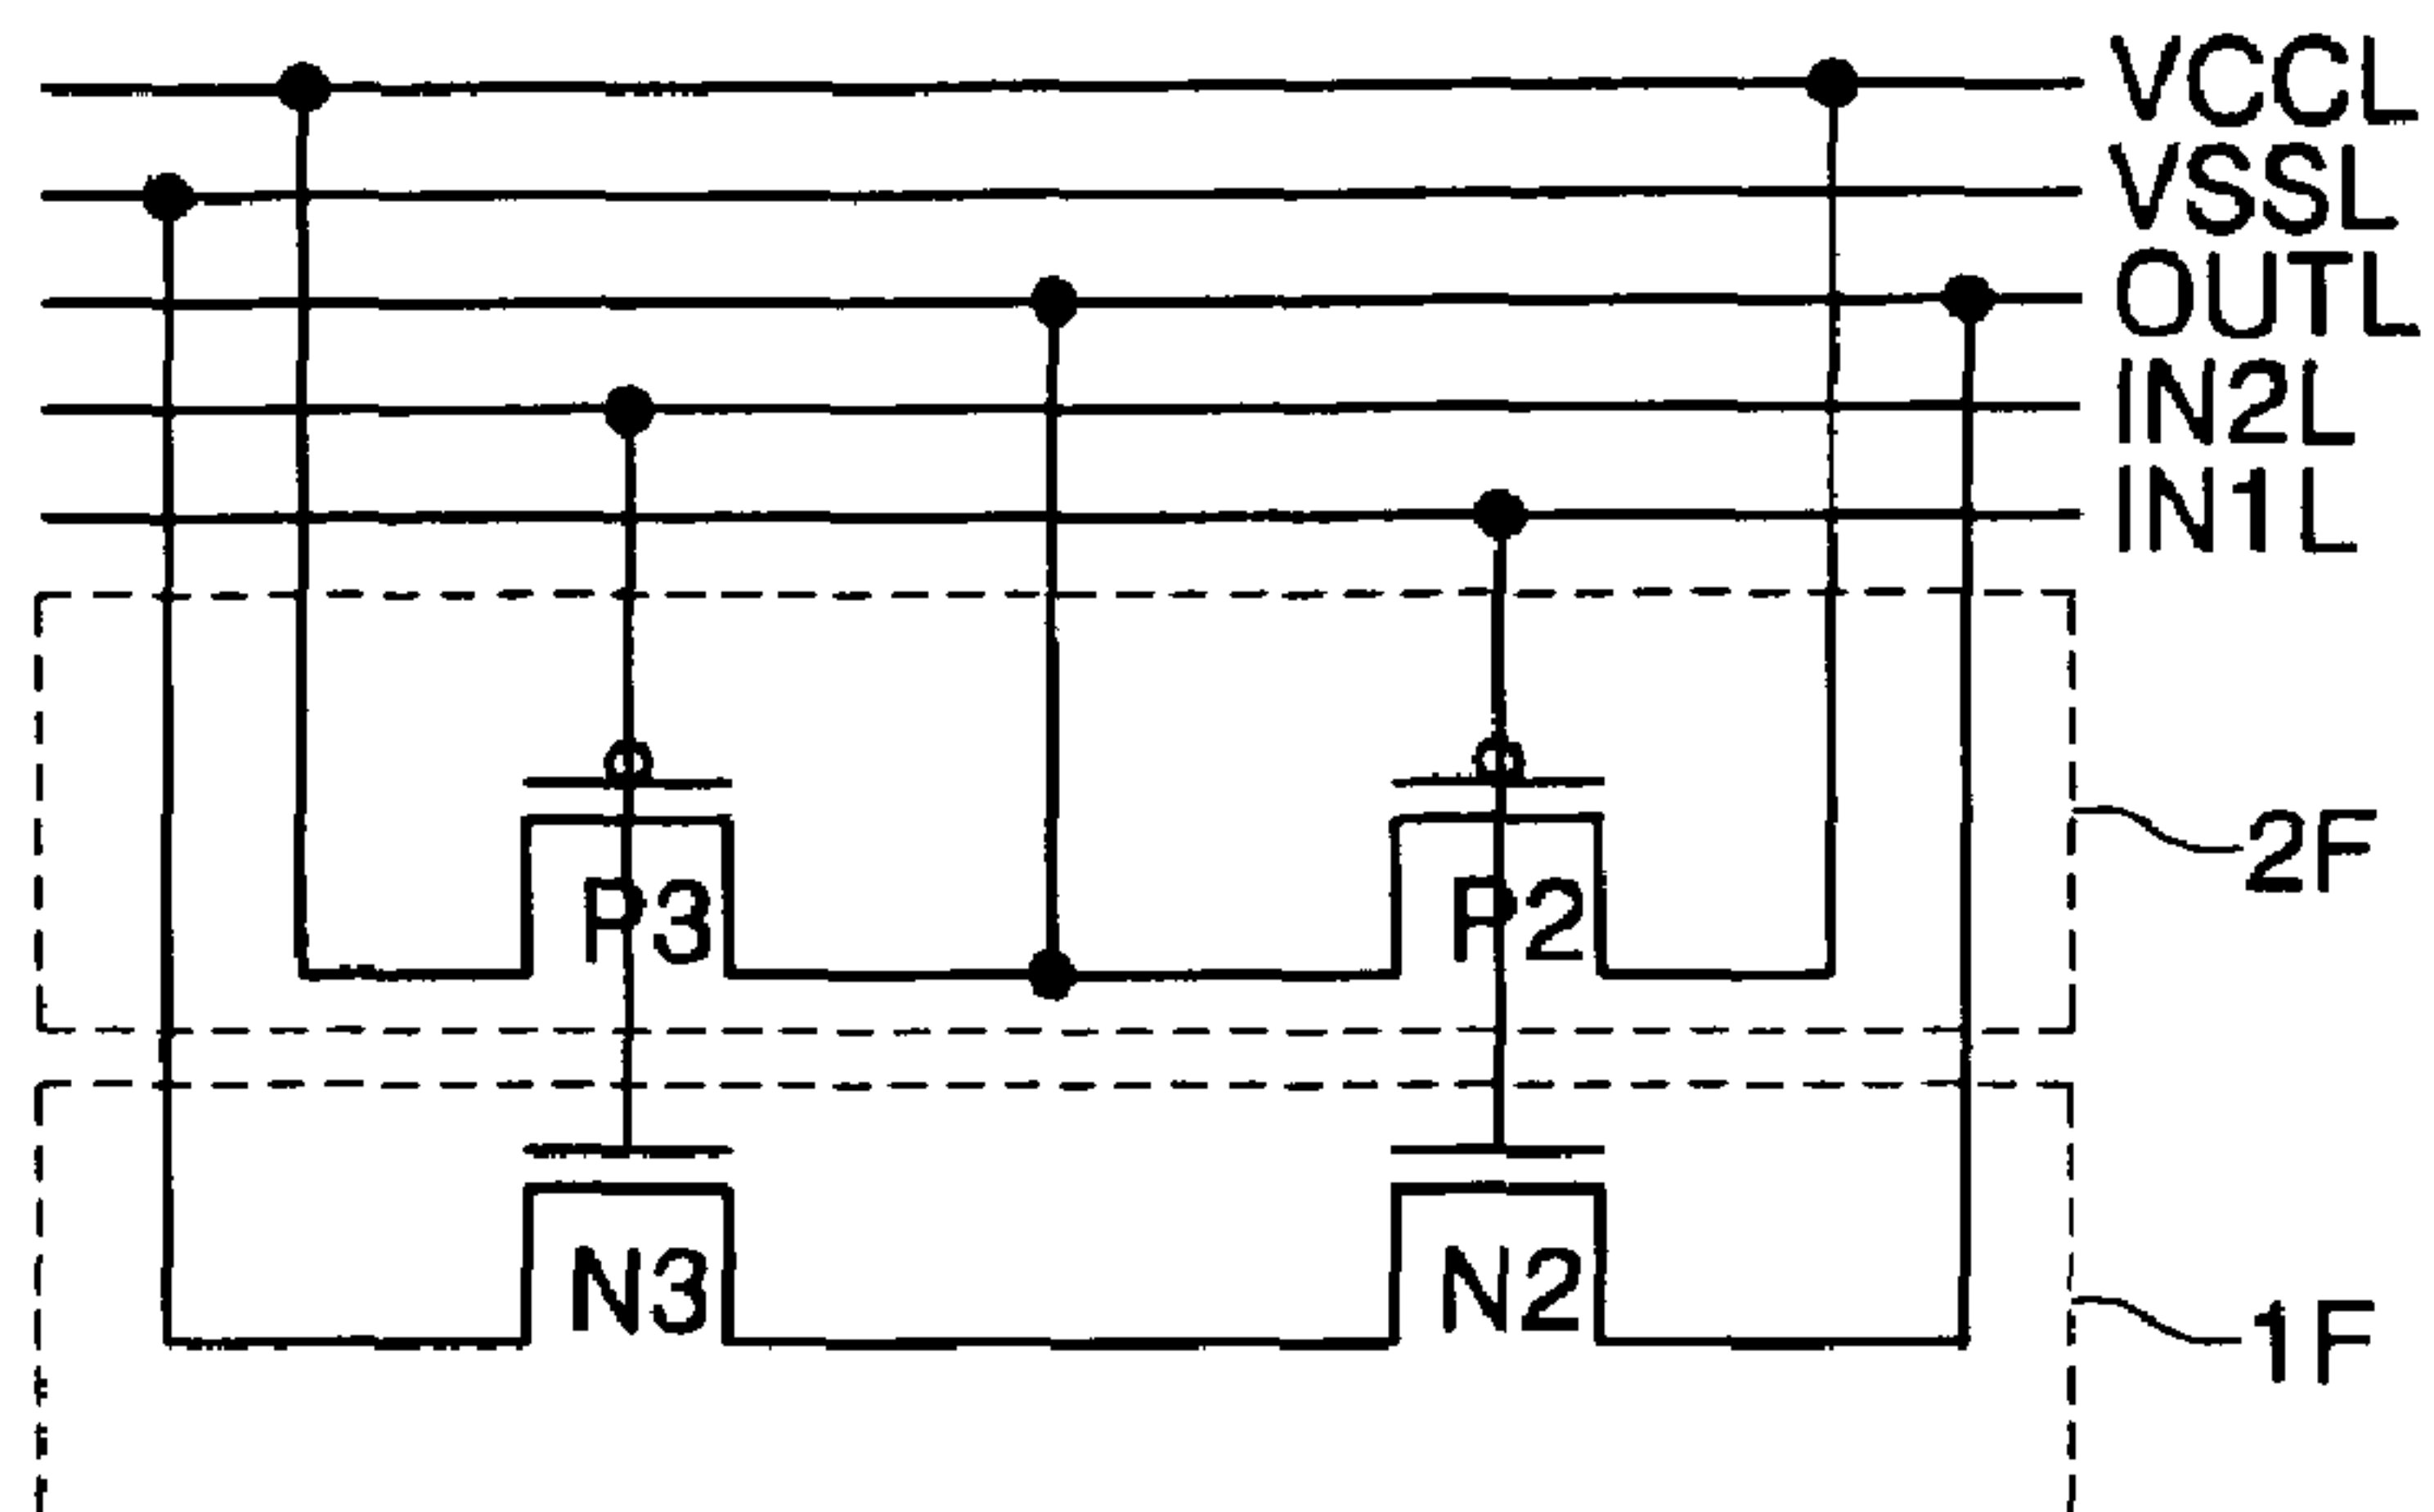 VCCL
VSSL
OUTL
IN2L
IN1L
P3 P2
2F
N3 N2
1F